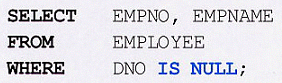 SELECT EMPNO, EMPNAME
FROM EMPLOYEE
WHERE DNO IS NULL;